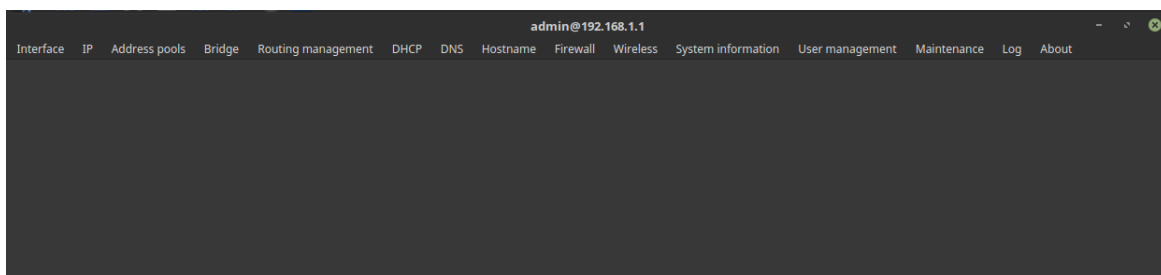 admin@192.168.1.1
Interface IP Address pools Bridge Routing management DHCP DNS Hostname Firewall Wireless System information User management Maintenance Log About